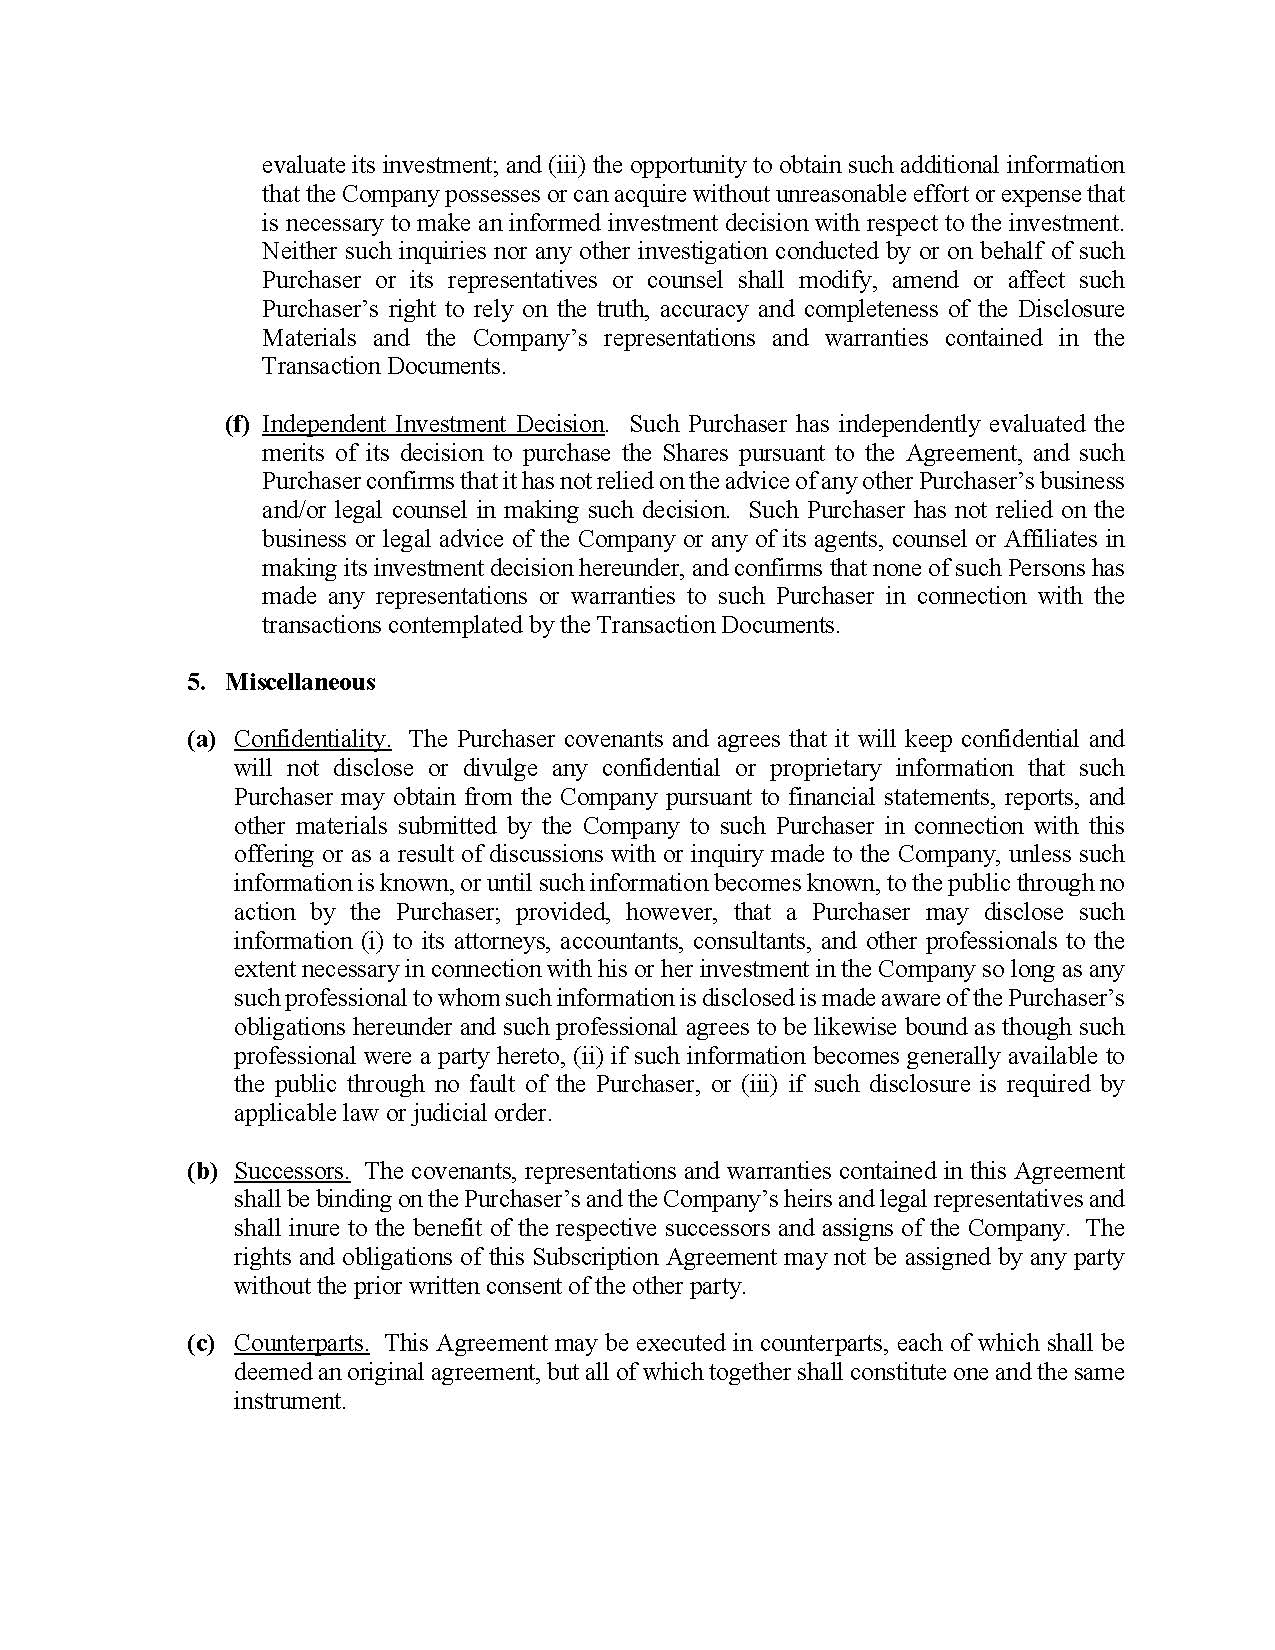 evaluate its investment; and (iii) the opportunity to obtain such additional information
that the Company possesses or can acquire without unreasonable effort or expense that
is necessary to make an informed investment decision with respect to the investment.
Neither such inquiries nor any other investigation conducted by or on behalf of such
Purchaser or its representatives or counsel shall modify, amend or affect such
Purchaser’s right to rely on the truth, accuracy and completeness of the Disclosure
Materials and the Company’s representations and warranties contained in the
Transaction Documents.
(f) Independent Investment Decision. Such Purchaser has independently evaluated the
merits of its decision to purchase the Shares pursuant to the Agreement, and such
Purchaser confirms that it has not relied on the advice of any other Purchaser’s business
and/or legal counsel in making such decision. Such Purchaser has not relied on the
business or legal advice of the Company or any of its agents, counsel or Affiliates in
making its investment decision hereunder, and confirms that none of such Persons has
made any representations or warranties to such Purchaser in connection with the
transactions contemplated by the Transaction Documents.
5. Miscellaneous
(a) Confidentiality. The Purchaser covenants and agrees that it will keep confidential and
will not disclose or divulge any confidential or proprietary information that such
Purchaser may obtain from the Company pursuant to financial statements, reports, and
other materials submitted by the Company to such Purchaser in connection with this
offering or as a result of discussions with or inquiry made to the Company, unless such
information is known, or until such information becomes known, to the public through no
action by the Purchaser; provided, however, that a Purchaser may disclose such
information (i) to its attorneys, accountants, consultants, and other professionals to the
extent necessary in connection with his or her investment in the Company so long as any
such professional to whom such information is disclosed is made aware of the Purchaser’s
obligations hereunder and such professional agrees to be likewise bound as though such
professional were a party hereto, (ii) if such information becomes generally available to
the public through no fault of the Purchaser, or (iii) if such disclosure is required by
applicable law or judicial order.
(b) Successors. The covenants, representations and warranties contained in this Agreement
shall be binding on the Purchaser’s and the Company’s heirs and legal representatives and
shall inure to the benefit of the respective successors and assigns of the Company. The
rights and obligations of this Subscription Agreement may not be assigned by any party
without the prior written consent of the other party.
(c) Counterparts. This Agreement may be executed in counterparts, each of which shall be
deemed an original agreement, but all of which together shall constitute one and the same
instrument.